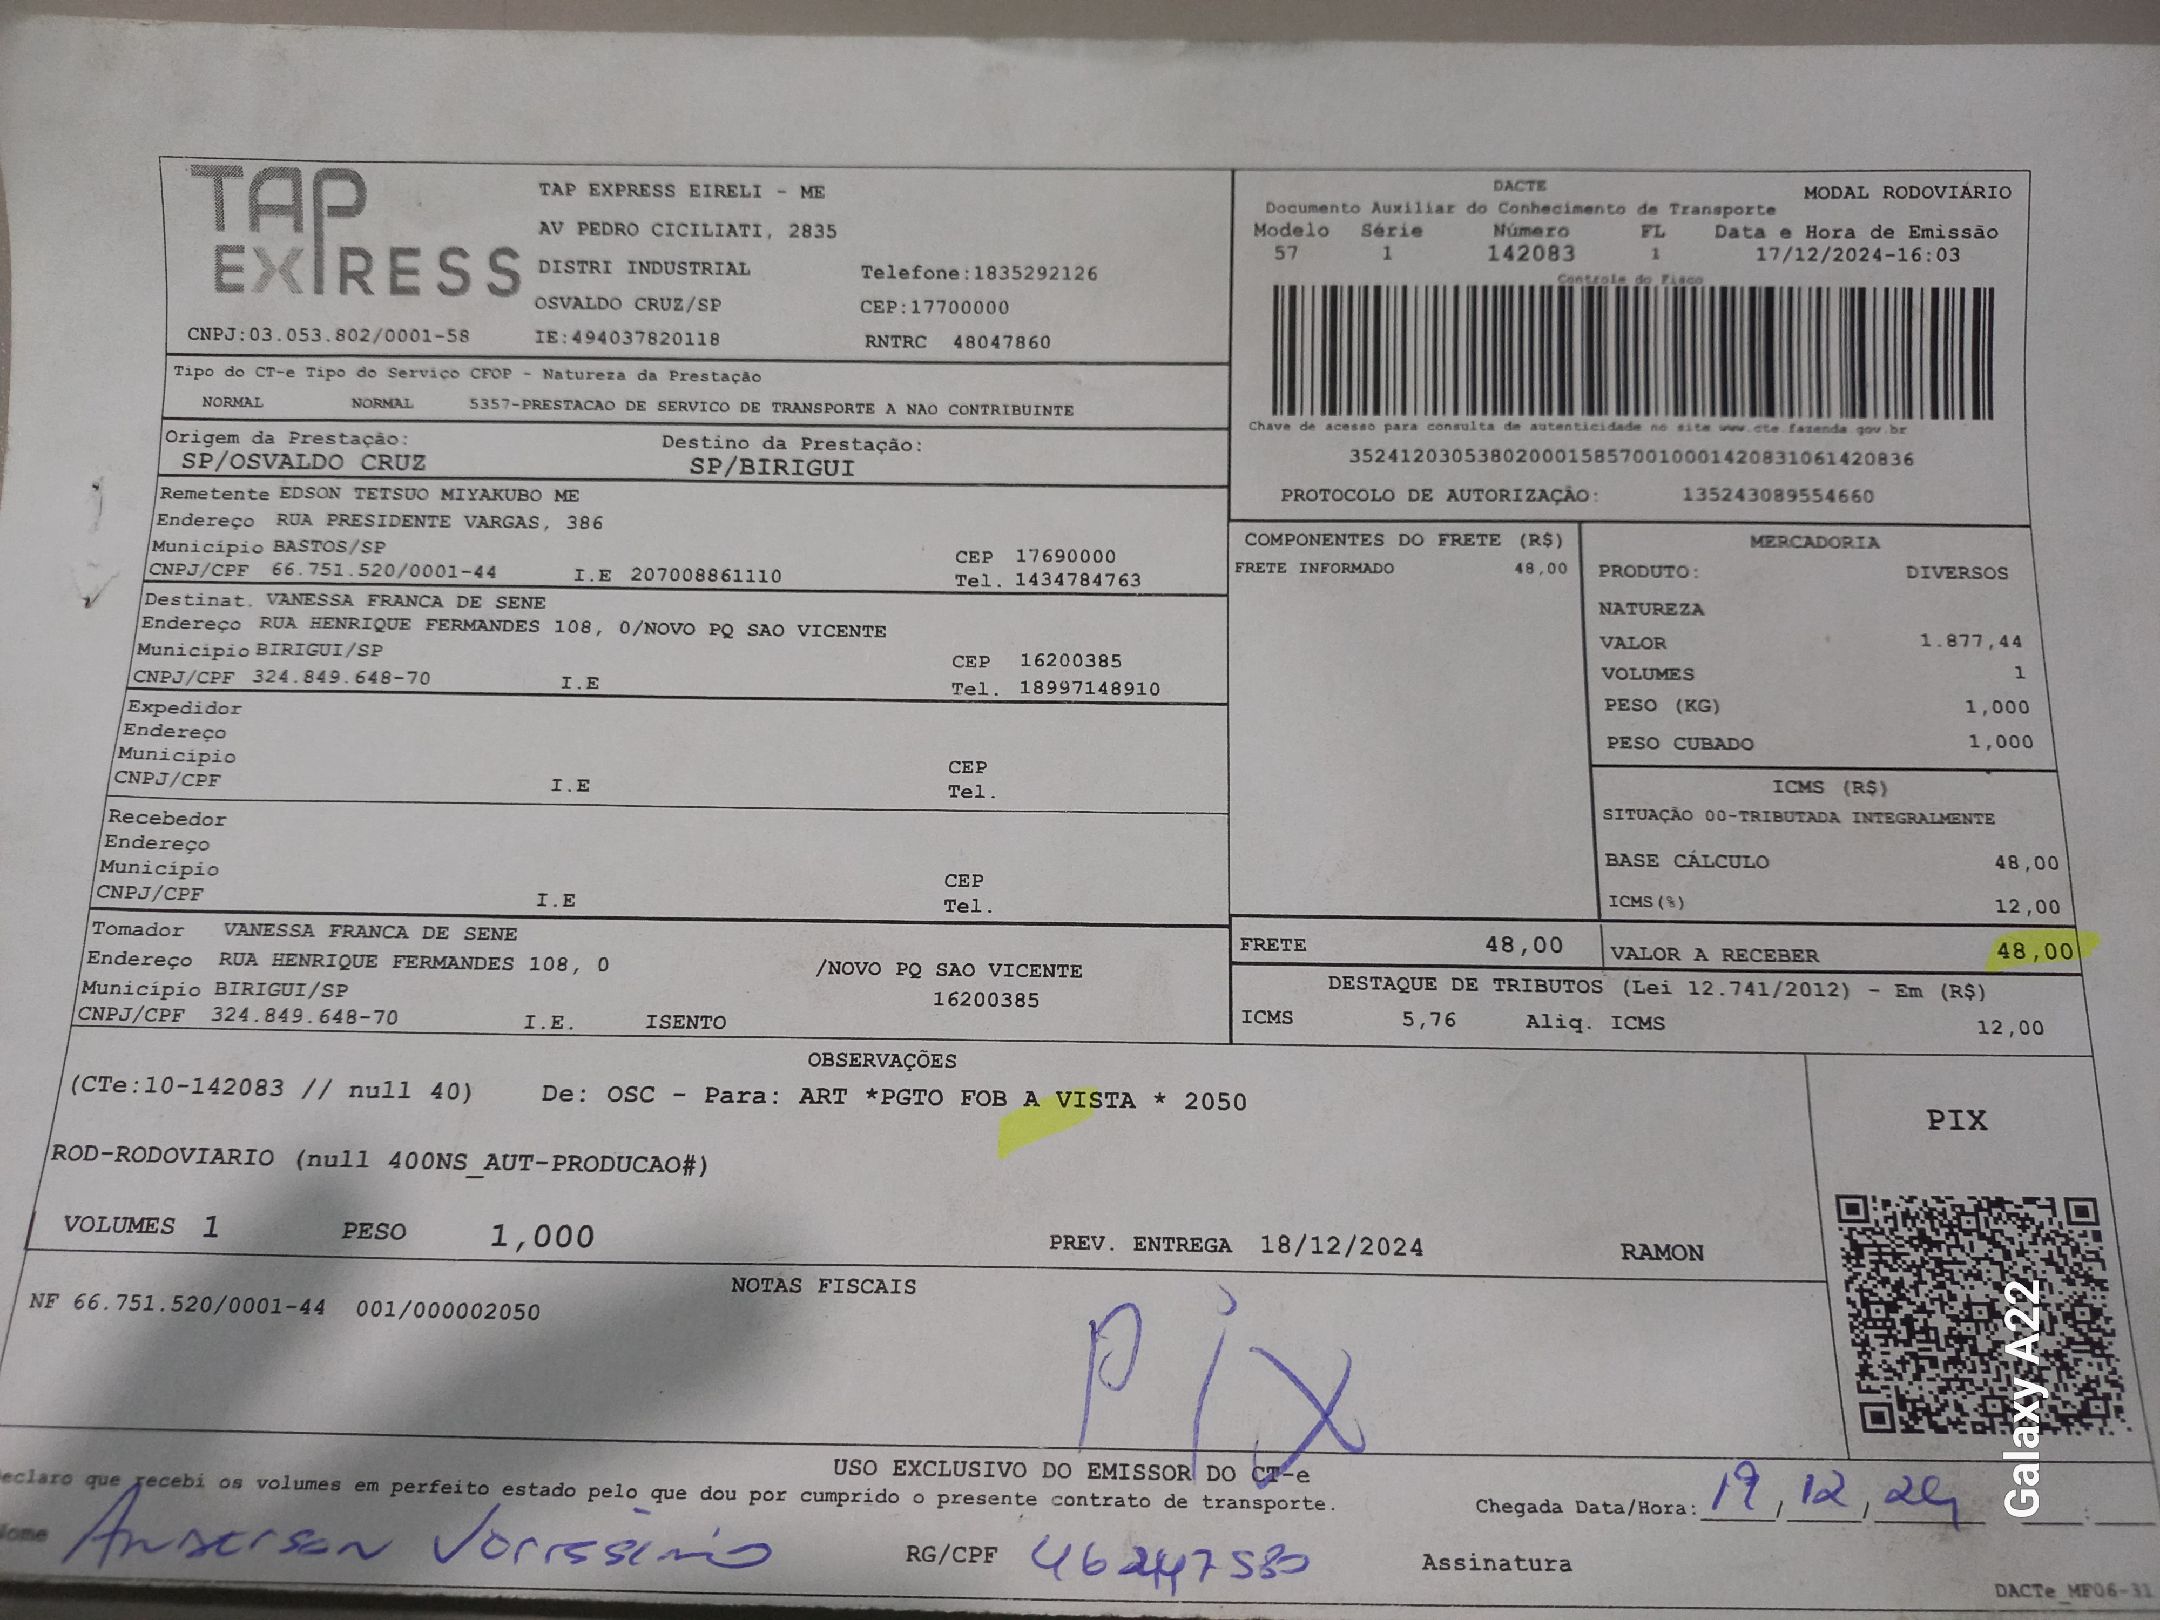 TAP
EXPRESS
TAP EXPRESS EIRELI - ME
AV PEDRO CICILIATI, 2835
DISTRI INDUSTRIAL Telefone:1835292126
OSVALDO CRUZ/SP CEP:17700000
CNPJ:03.053.802/0001-58 IE:494037820118 RNTRC 48047860
DACTE MODAL RODOVIÁRIO
Documento Auxiliar do Conhecimento de Transporte
Modelo Série Número FL Data e Hora de Emissão
57 1 142083 1 17/12/2024-16:03
Controle do Fisco
Chave de acesso para consulta de autenticidade no site www.cte.fazenda.gov.br
35241203053802000158570010001420831061420836
PROTOCOLO DE AUTORIZAÇÃO: 135243089554660
Tipo do CT-e Tipo do Serviço CFOP - Natureza da Prestação
NORMAL NORMAL 5357-PRESTACAO DE SERVICO DE TRANSPORTE A NAO CONTRIBUINTE
Origem da Prestação: Destino da Prestação:
SP/OSVALDO CRUZ SP/BIRIGUI
Remetente EDSON TETSUO MIYAKUBO ME
Endereço RUA PRESIDENTE VARGAS, 386
Município BASTOS/SP CEP 17690000
CNPJ/CPF 66.751.520/0001-44 I.E 207008861110 Tel. 1434784763
Destinat. VANESSA FRANCA DE SENE
Endereço RUA HENRIQUE FERMANDES 108, 0/NOVO PQ SAO VICENTE
Município BIRIGUI/SP CEP 16200385
CNPJ/CPF 324.849.648-70 I.E Tel. 18997148910
Expedidor
Endereço
Município CEP
CNPJ/CPF I.E Tel.
Recebedor
Endereço
Município CEP
CNPJ/CPF I.E Tel.
Tomador VANESSA FRANCA DE SENE
Endereço RUA HENRIQUE FERMANDES 108, 0 /NOVO PQ SAO VICENTE
Município BIRIGUI/SP 16200385
CNPJ/CPF 324.849.648-70 I.E. ISENTO
COMPONENTES DO FRETE (R$)
FRETE INFORMADO 48,00
MERCADORIA
PRODUTO: DIVERSOS
NATUREZA
VALOR 1.877,44
VOLUMES 1
PESO (KG) 1,000
PESO CUBADO 1,000
ICMS (R$)
SITUAÇÃO 00-TRIBUTADA INTEGRALMENTE
BASE CÁLCULO 48,00
ICMS(%) 12,00
FRETE 48,00 VALOR A RECEBER 48,00
DESTAQUE DE TRIBUTOS (Lei 12.741/2012) - Em (R$)
ICMS 5,76 Aliq. ICMS 12,00
OBSERVAÇÕES
(CTe:10-142083 // null 40) De: OSC - Para: ART *PGTO FOB A VISTA * 2050
ROD-RODOVIARIO (null 400NS_AUT-PRODUCAO#)
PIX
VOLUMES 1 PESO 1,000 PREV. ENTREGA 18/12/2024 RAMON
NOTAS FISCAIS
NF 66.751.520/0001-44 001/000002050
Pix
USO EXCLUSIVO DO EMISSOR DO CT-e
eclaro que recebi os volumes em perfeito estado pelo que dou por cumprido o presente contrato de transporte.
Chegada Data/Hora: 19/12/24 :
ome Anderson RG/CPF Assinatura
DACTe_MF06-31
Galaxy A22